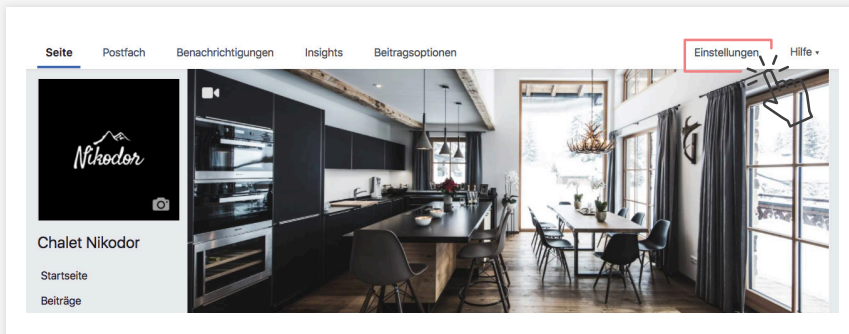 Seite Postfach Benachrichtigungen Insights Beitragsoptionen Einstellungen Hilfe
Nikodor
Chalet Nikodor
Startseite
Beiträge